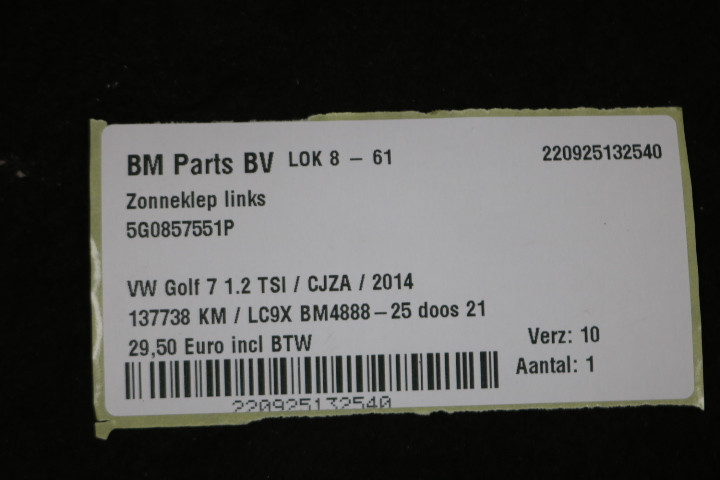 BM Parts BV LOK 8 - 61 220925132540
Zonneklep links
5G0857551P
VW Golf 7 1.2 TSI / CJZA / 2014
137738 KM / LC9X BM4888-25 doos 21
29,50 Euro incl BTW Verz: 10
Aantal: 1
220925132540